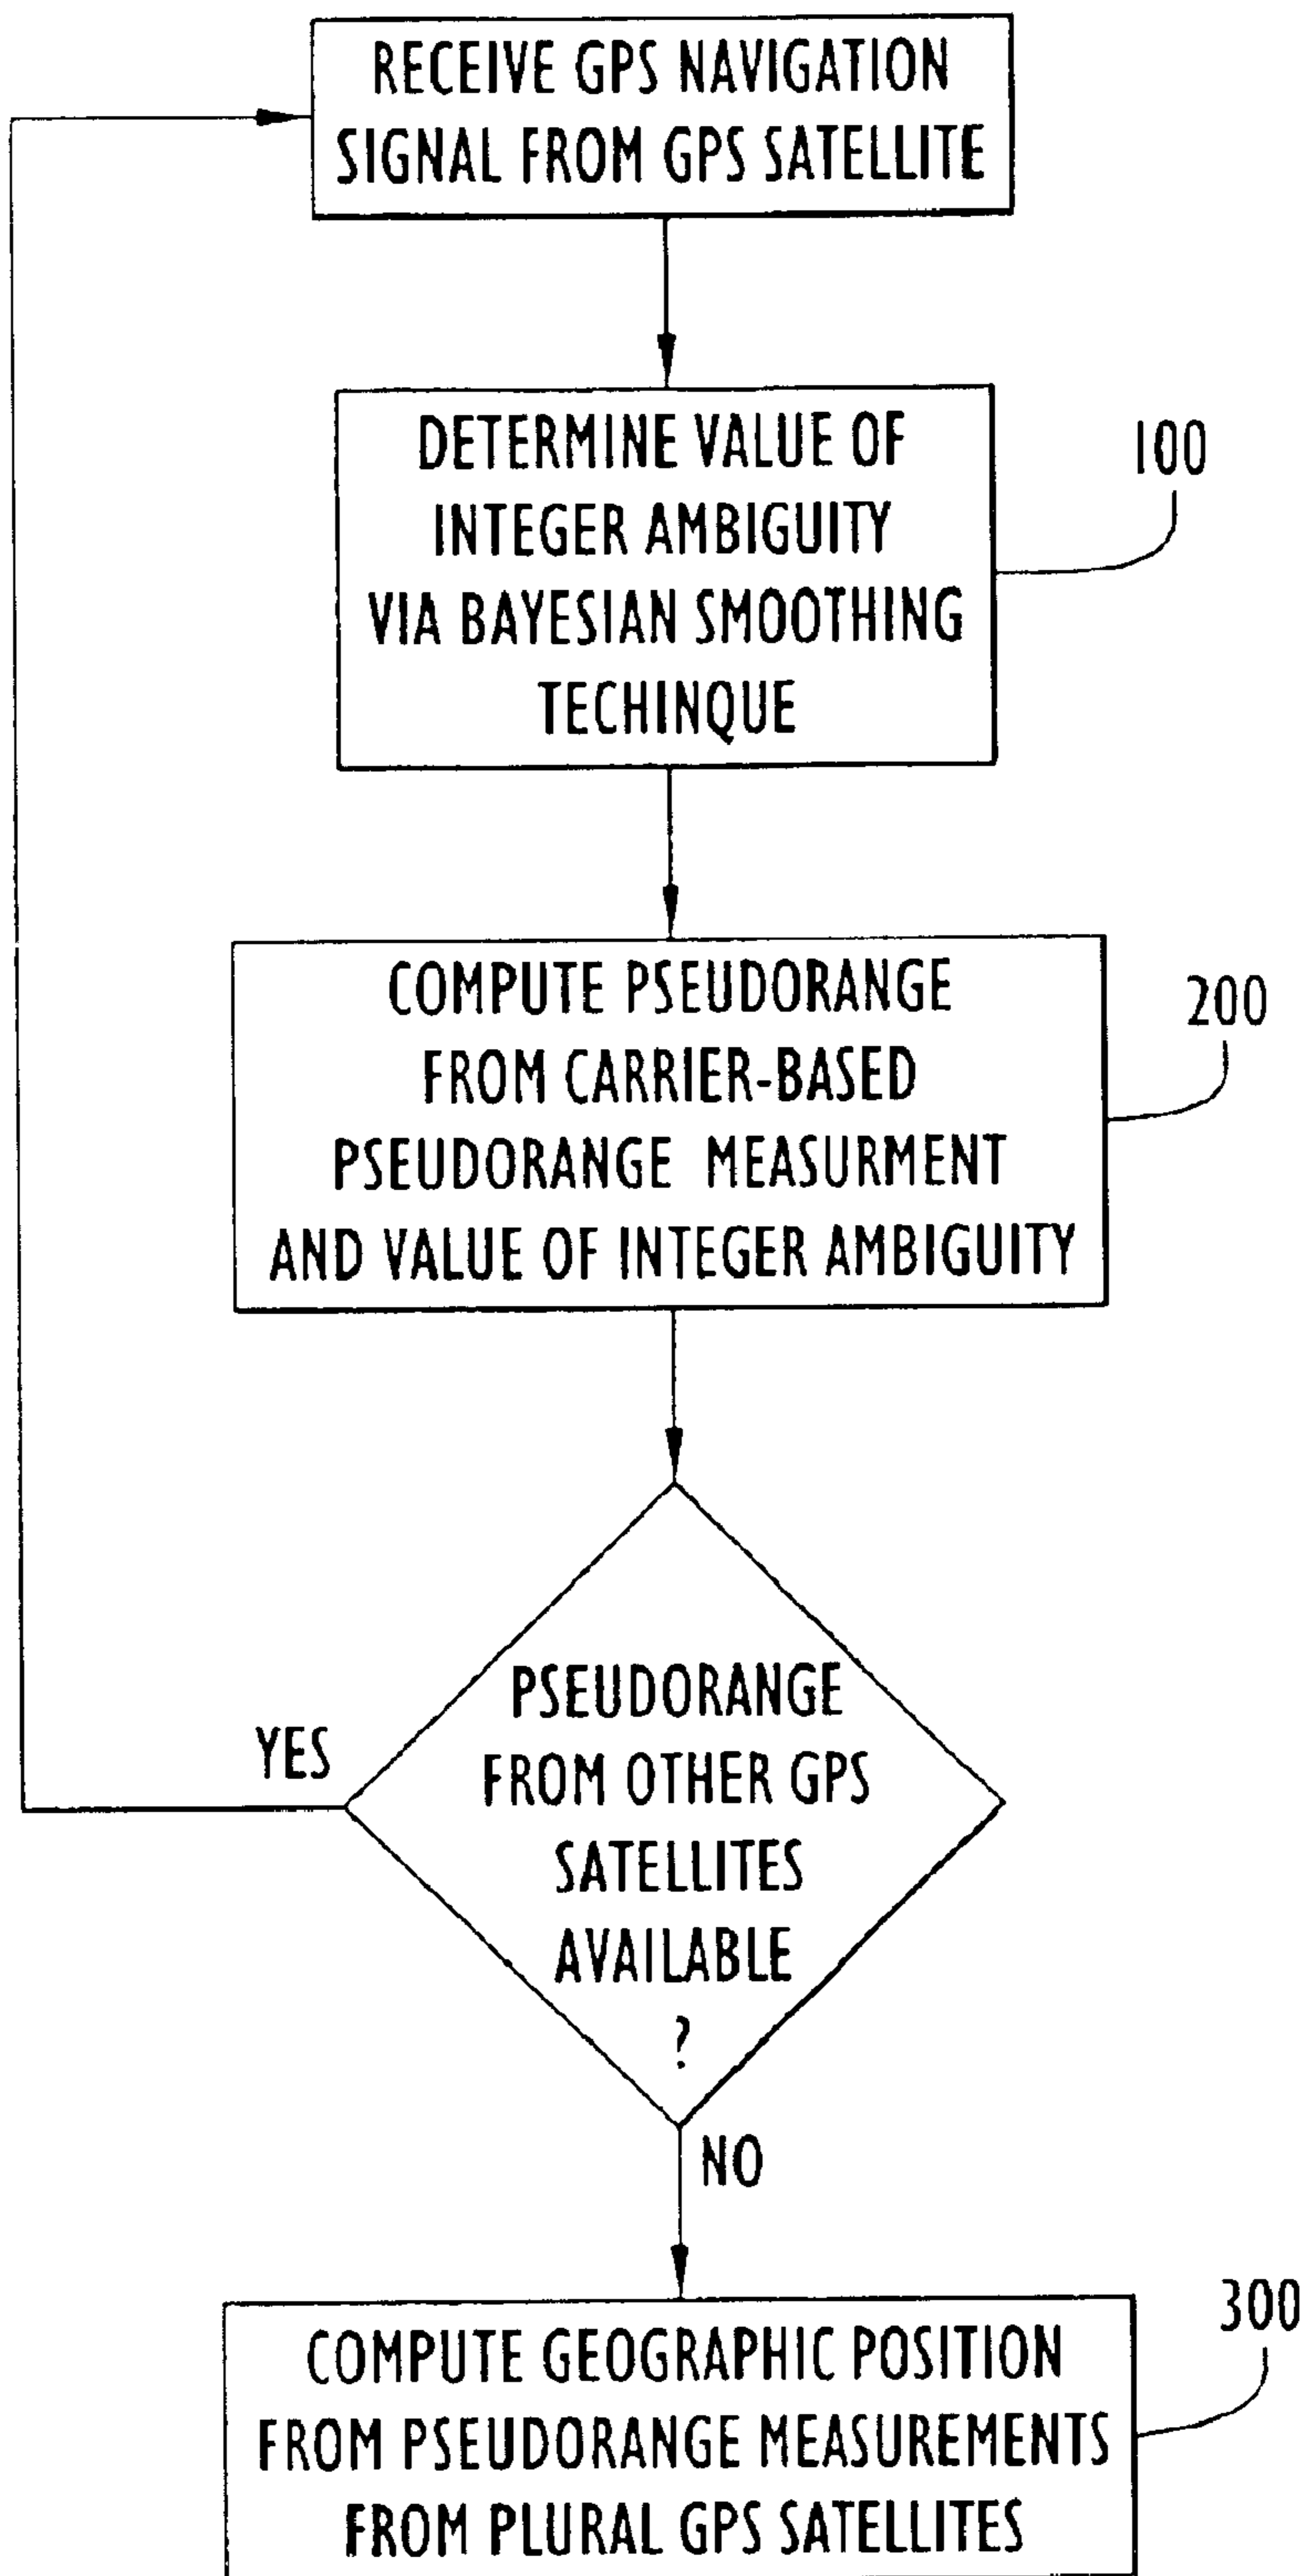 RECEIVE GPS NAVIGATION
SIGNAL FROM GPS SATELLITE
DETERMINE VALUE OF
INTEGER AMBIGUITY
VIA BAYESIAN SMOOTHING
TECHINQUE
100
COMPUTE PSEUDORANGE
FROM CARRIER-BASED
PSEUDORANGE MEASURMENT
AND VALUE OF INTEGER AMBIGUITY
200
PSEUDORANGE
FROM OTHER GPS
SATELLITES
AVAILABLE
?
YES
NO
COMPUTE GEOGRAPHIC POSITION
FROM PSEUDORANGE MEASUREMENTS
FROM PLURAL GPS SATELLITES
300